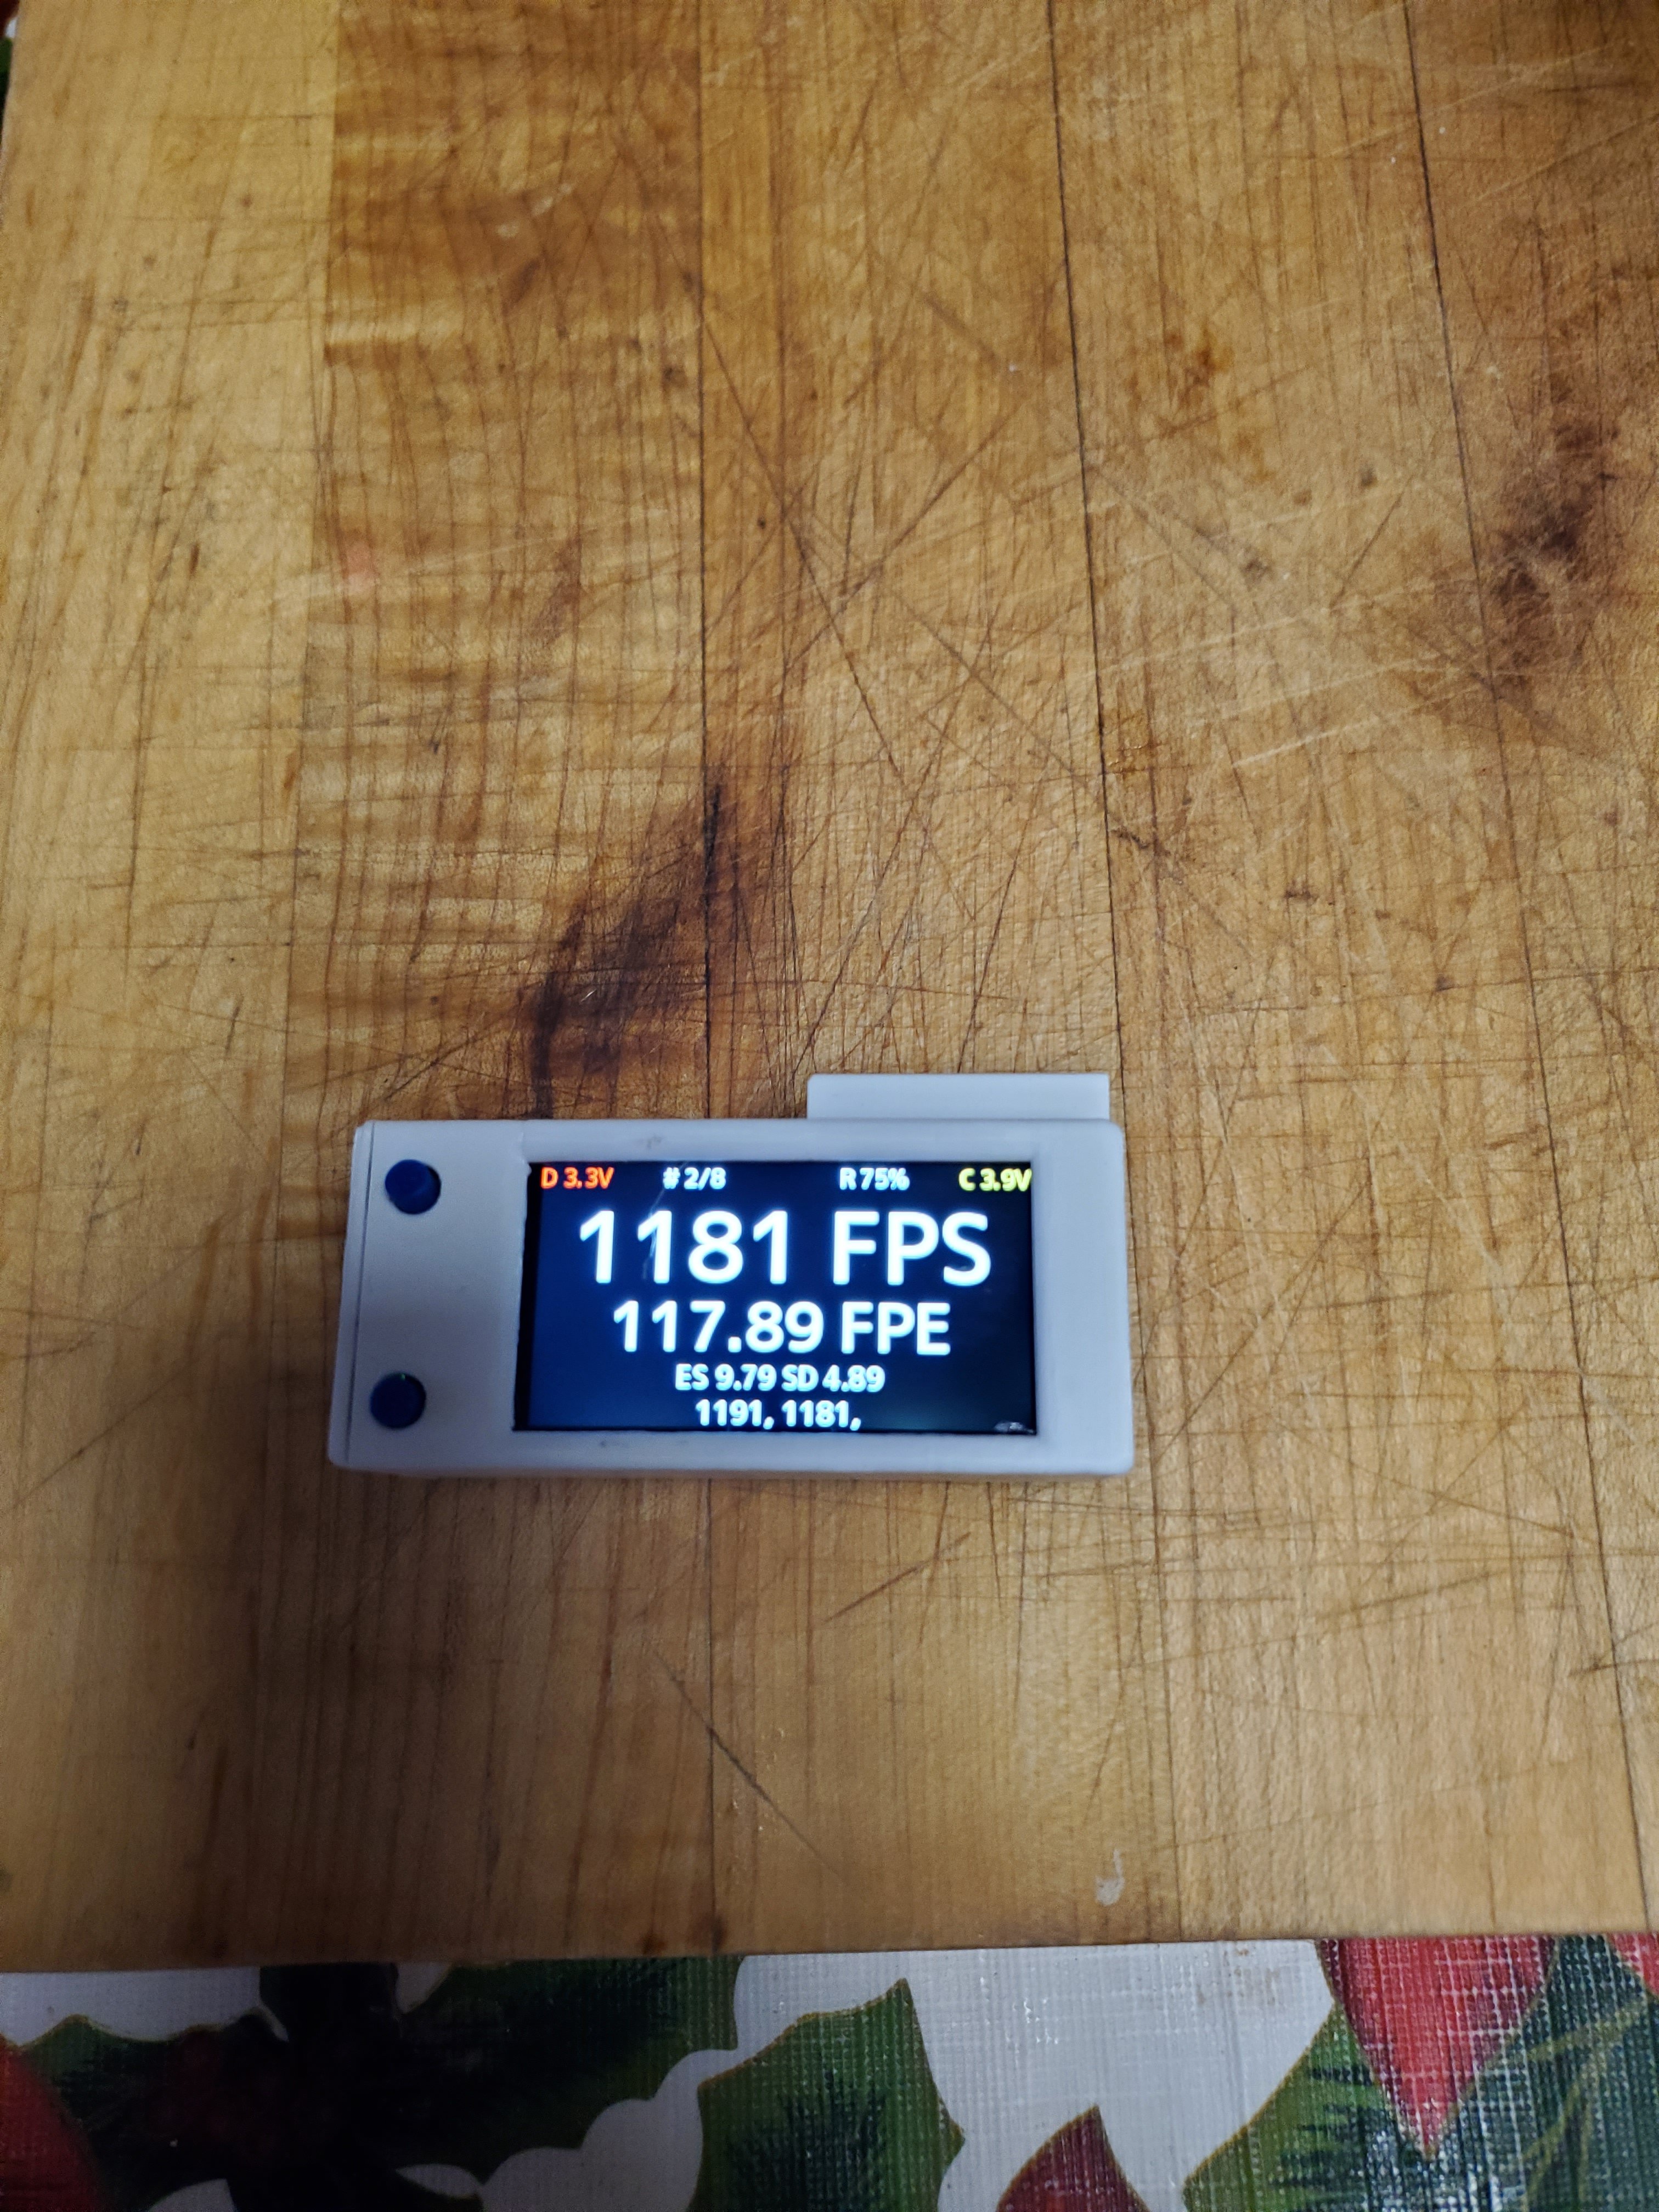 D 3.3V # 2/8 R 75% C 3.9V
1181 FPS
117.89 FPE
ES 9.79 SD 4.89
1191, 1181,